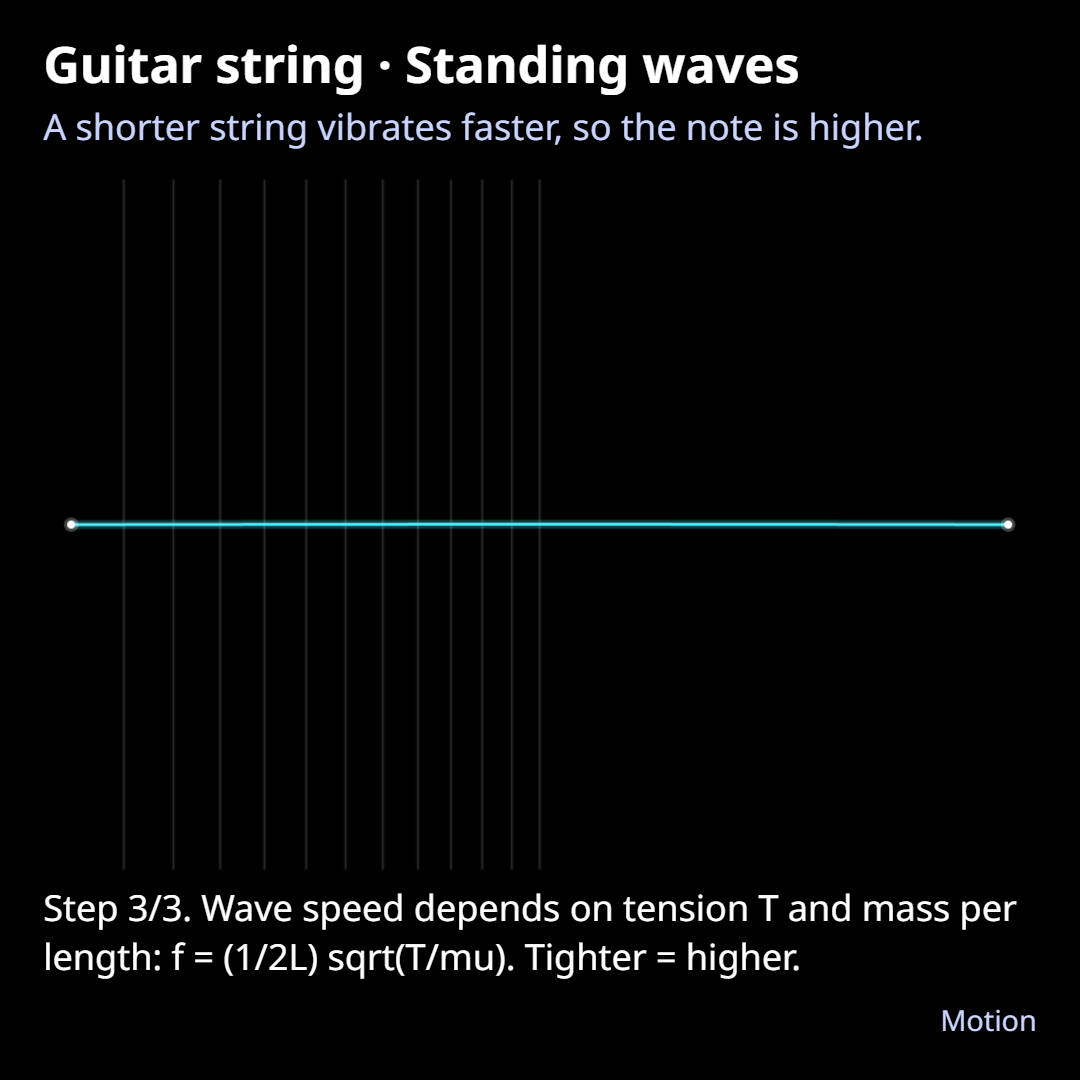 Guitar string · Standing waves
A shorter string vibrates faster, so the note is higher.
Step 3/3. Wave speed depends on tension T and mass per
length: f = (1/2L) sqrt(T/mu). Tighter = higher.
Motion